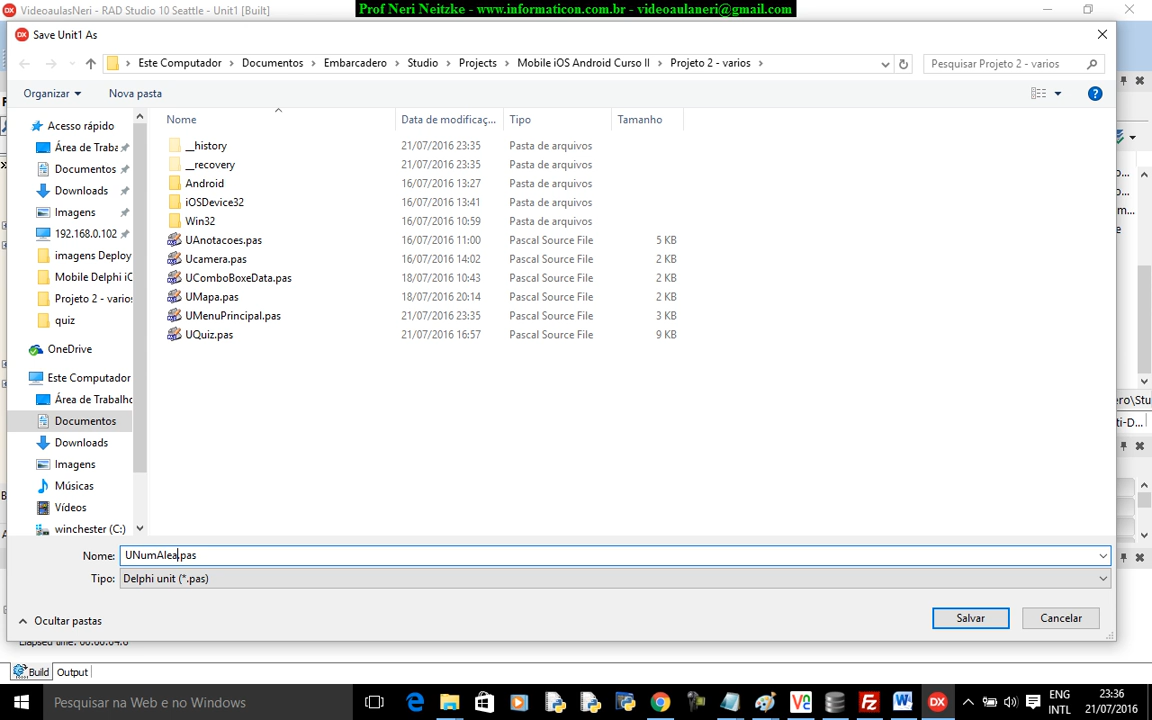 VideoaulasNeri - RAD Studio 10 Seattle - Unit1 [Built]
Prof Neri Neitzke - www.informaticon.com.br - videoaulaneri@gmail.com
Save Unit1 As
Este Computador > Documentos > Embarcadero > Studio > Projects > Mobile iOS Android Curso II > Projeto 2 - varios >
Pesquisar Projeto 2 - varios
Organizar
Nova pasta
Nome
Data de modificaç...
Tipo
Tamanho
Acesso rápido
Área de Traba
Documentos
Downloads
Imagens
192.168.0.102
imagens Deploy
Mobile Delphi iC
Projeto 2 - varios
quiz
OneDrive
Este Computador
Área de Trabalho
Documentos
Downloads
Imagens
Músicas
Vídeos
winchester (C:)
__history 21/07/2016 23:35 Pasta de arquivos
__recovery 21/07/2016 23:35 Pasta de arquivos
Android 16/07/2016 13:27 Pasta de arquivos
iOSDevice32 16/07/2016 13:41 Pasta de arquivos
Win32 16/07/2016 10:59 Pasta de arquivos
UAnotacoes.pas 16/07/2016 11:00 Pascal Source File 5 KB
Ucamera.pas 16/07/2016 14:02 Pascal Source File 2 KB
UComboBoxeData.pas 18/07/2016 10:43 Pascal Source File 2 KB
UMapa.pas 18/07/2016 20:14 Pascal Source File 2 KB
UMenuPrincipal.pas 21/07/2016 23:35 Pascal Source File 3 KB
UQuiz.pas 21/07/2016 16:57 Pascal Source File 9 KB
Nome: UNumAlea.pas
Tipo: Delphi unit (*.pas)
Ocultar pastas
Salvar
Cancelar
Build
Output
Pesquisar na Web e no Windows
ENG
INTL
23:36
21/07/2016